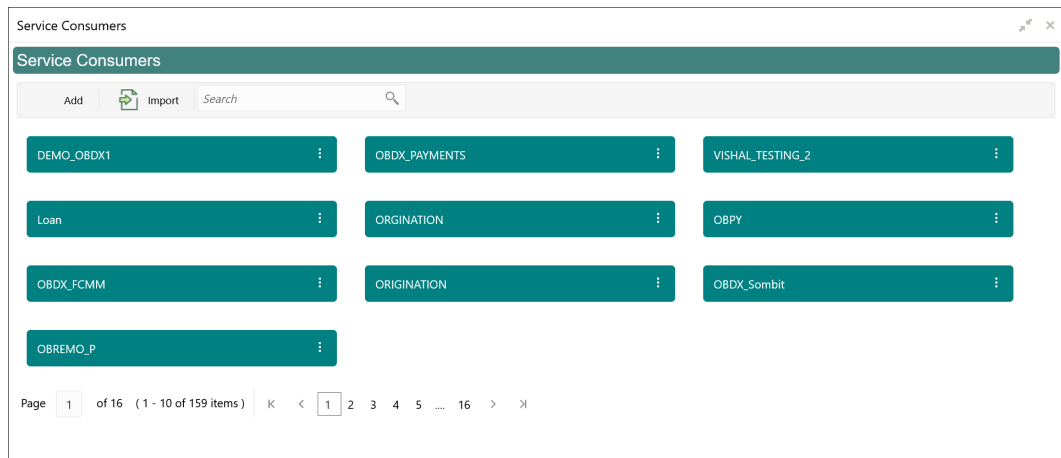 Service Consumers
Service Consumers
Add Import Search
DEMO_OBDX1 OBDX_PAYMENTS VISHAL_TESTING_2
Loan ORGINATION OBPY
OBDX_FCMM ORIGINATION OBDX_Sombit
OBREMO_P
Page 1 of 16 ( 1 - 10 of 159 items ) 1 2 3 4 5 .... 16